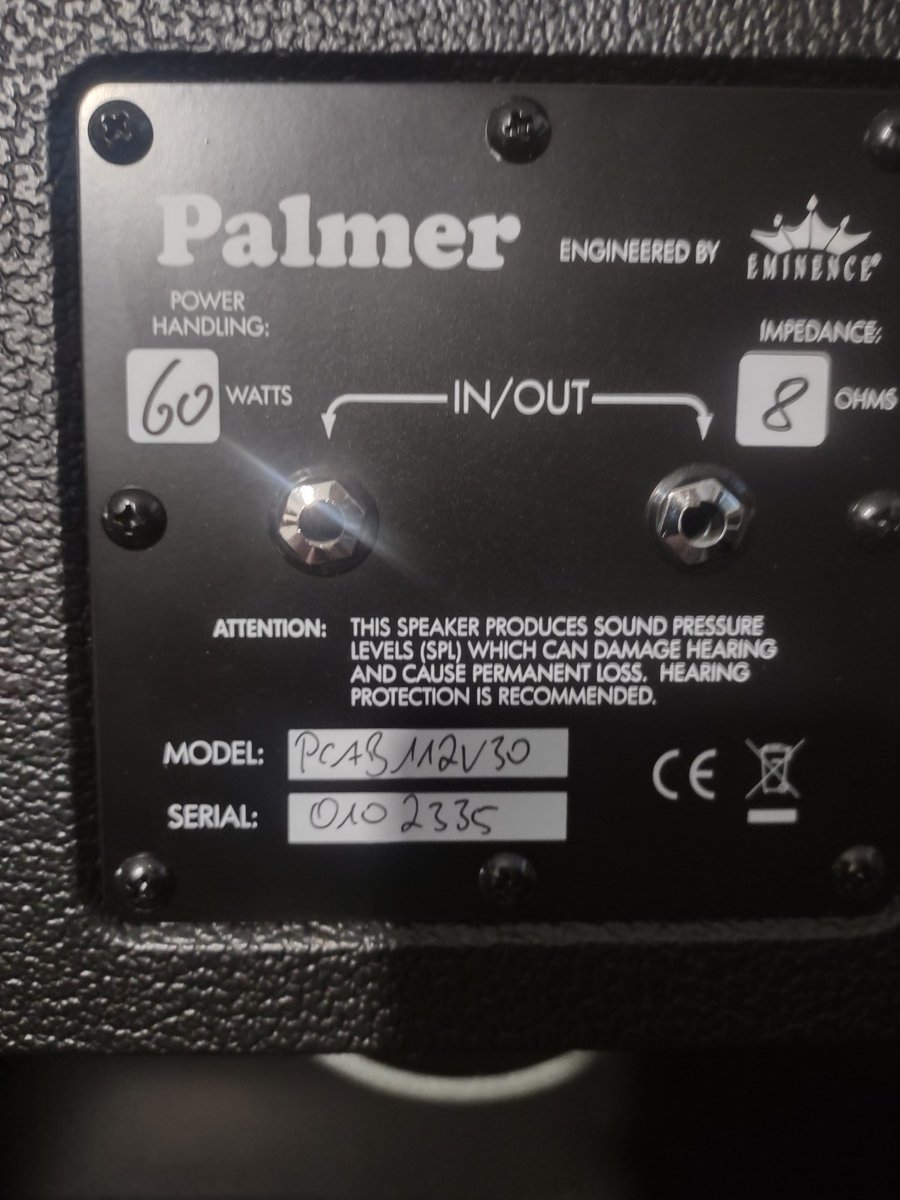 Palmer
ENGINEERED BY
EMINENCE®
POWER
HANDLING:
60 WATTS
IN/OUT
IMPEDANCE:
8 OHMS
ATTENTION: THIS SPEAKER PRODUCES SOUND PRESSURE
LEVELS (SPL) WHICH CAN DAMAGE HEARING
AND CAUSE PERMANENT LOSS. HEARING
PROTECTION IS RECOMMENDED.
MODEL: PCAB112V30
SERIAL: 0102335
CE